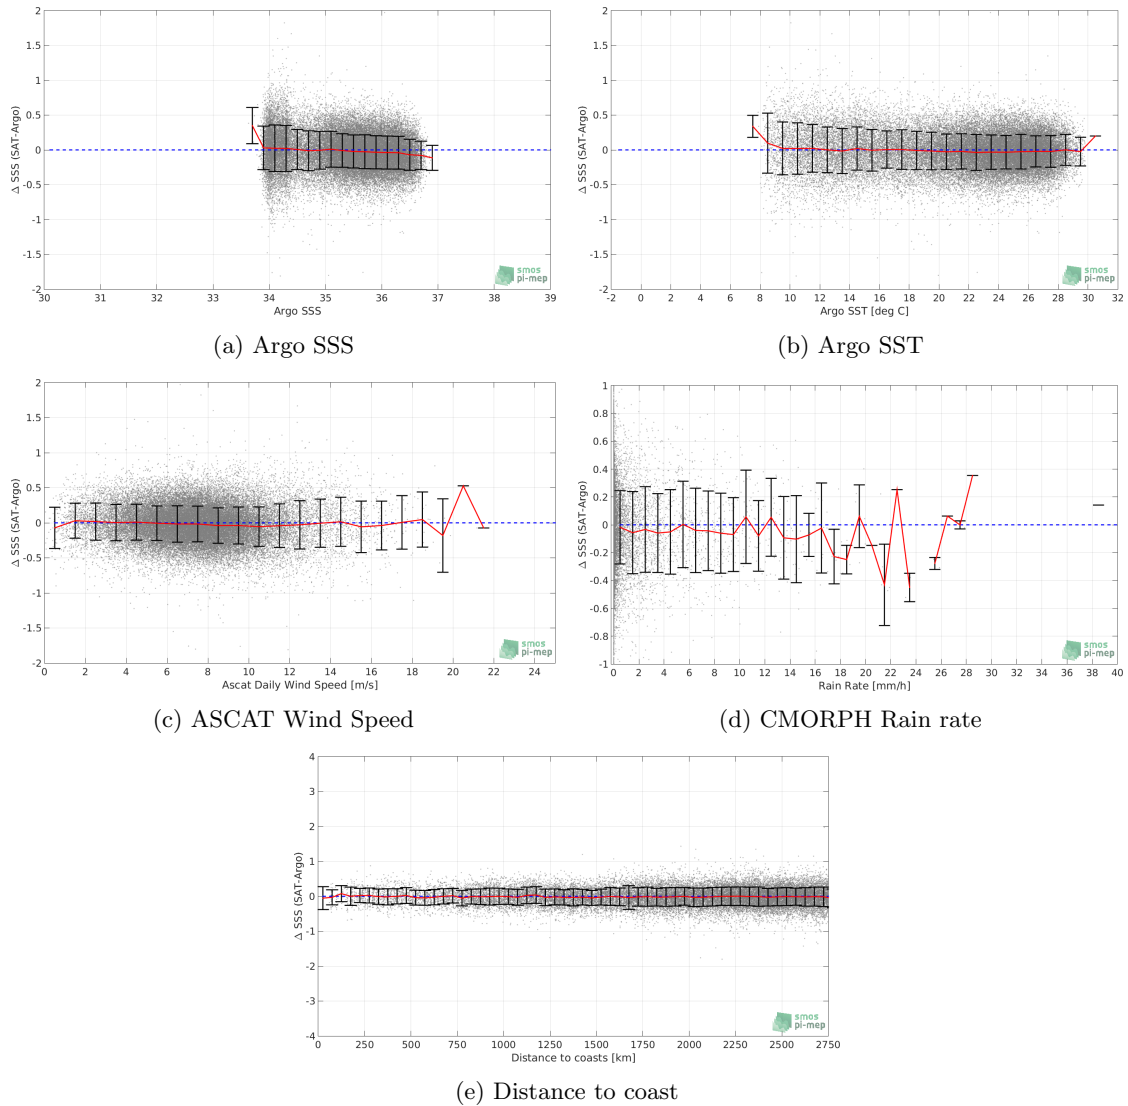 2
1.5
1
0.5
0
-0.5
-1
-1.5
-2
Δ SSS (SAT-Argo)
30 31 32 33 34 35 36 37 38 39
Argo SSS
smos
pi-mep
(a) Argo SSS
2
1.5
1
0.5
0
-0.5
-1
-1.5
-2
Δ SSS (SAT-Argo)
-2 0 2 4 6 8 10 12 14 16 18 20 22 24 26 28 30 32
Argo SST [deg C]
smos
pi-mep
(b) Argo SST
2
1.5
1
0.5
0
-0.5
-1
-1.5
-2
Δ SSS (SAT-Argo)
0 2 4 6 8 10 12 14 16 18 20 22 24
Ascat Daily Wind Speed [m/s]
smos
pi-mep
(c) ASCAT Wind Speed
1
0.8
0.6
0.4
0.2
0
-0.2
-0.4
-0.6
-0.8
-1
Δ SSS (SAT-Argo)
0 2 4 6 8 10 12 14 16 18 20 22 24 26 28 30 32 34 36 38 40
Rain Rate [mm/h]
smos
pi-mep
(d) CMORPH Rain rate
4
3
2
1
0
-1
-2
-3
-4
Δ SSS (SAT-Argo)
0 250 500 750 1000 1250 1500 1750 2000 2250 2500 2750
Distance to coasts [km]
smos
pi-mep
(e) Distance to coast